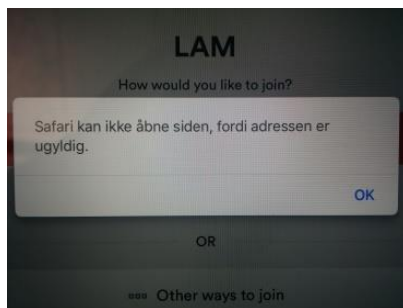 LAM
How would you like to join?
Safari kan ikke åbne siden, fordi adressen er
ugyldig.
OK
OR
Other ways to join